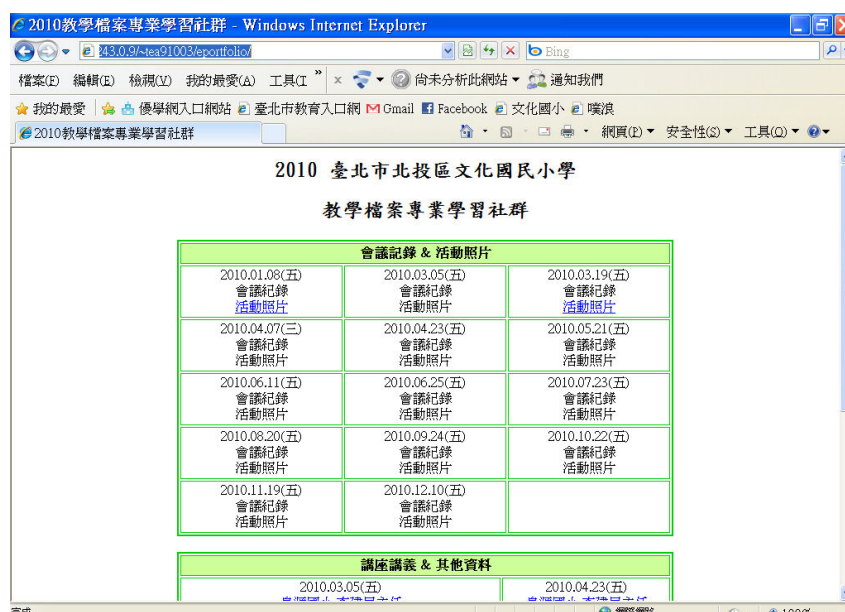 2010教學檔案專業學習社群 - Windows Internet Explorer
243.0.9/~tea91003/eportfolio/
Bing
檔案(F) 編輯(E) 檢視(V) 我的最愛(A) 工具(T) » × 尚未分析此網站 通知我們
我的最愛 優學網入口網站 臺北市教育入口網 Gmail Facebook 文化國小 噗浪
2010教學檔案專業學習社群 網頁(P) 安全性(S) 工具(O)
2010 臺北市北投區文化國民小學
教學檔案專業學習社群
會議記錄 & 活動照片
2010.01.08(五) 2010.03.05(五) 2010.03.19(五)
會議紀錄 會議紀錄 會議紀錄
活動照片 活動照片 活動照片
2010.04.07(三) 2010.04.23(五) 2010.05.21(五)
會議紀錄 會議紀錄 會議紀錄
活動照片 活動照片 活動照片
2010.06.11(五) 2010.06.25(五) 2010.07.23(五)
會議紀錄 會議紀錄 會議紀錄
活動照片 活動照片 活動照片
2010.08.20(五) 2010.09.24(五) 2010.10.22(五)
會議紀錄 會議紀錄 會議紀錄
活動照片 活動照片 活動照片
2010.11.19(五) 2010.12.10(五)
會議紀錄 會議紀錄
活動照片 活動照片
講座講義 & 其他資料
2010.03.05(五) 2010.04.23(五)